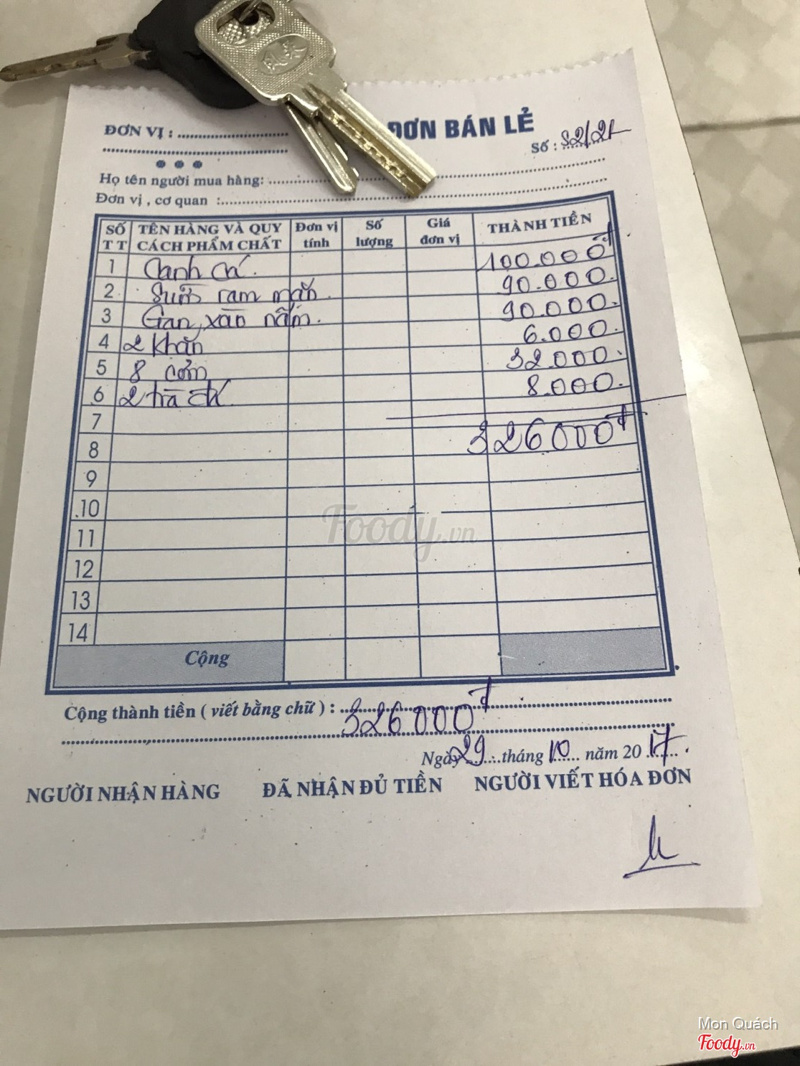 ĐƠN BÁN LẺ
ĐƠN VỊ :
Số : 32/21
Họ tên người mua hàng:
Đơn vị , cơ quan :
SỐ TT TÊN HÀNG VÀ QUY CÁCH PHẨM CHẤT Đơn vị tính Số lượng Giá đơn vị THÀNH TIỀN
1 Canh cá 100.000đ
2 Sườn ram mặn 90.000
3 Gan, xào nấm 90.000
4 2 khăn 6.000
5 8 cơm 32.000
6 2 trà đá 8.000
7
8 326000đ
9
10
11
12
13
14
Foody.vn
Cộng
Cộng thành tiền ( viết bằng chữ ) : 326000đ
Ngày 29 tháng 10 năm 2017
NGƯỜI NHẬN HÀNG ĐÃ NHẬN ĐỦ TIỀN NGƯỜI VIẾT HÓA ĐƠN
Mon Quách
Foody.vn